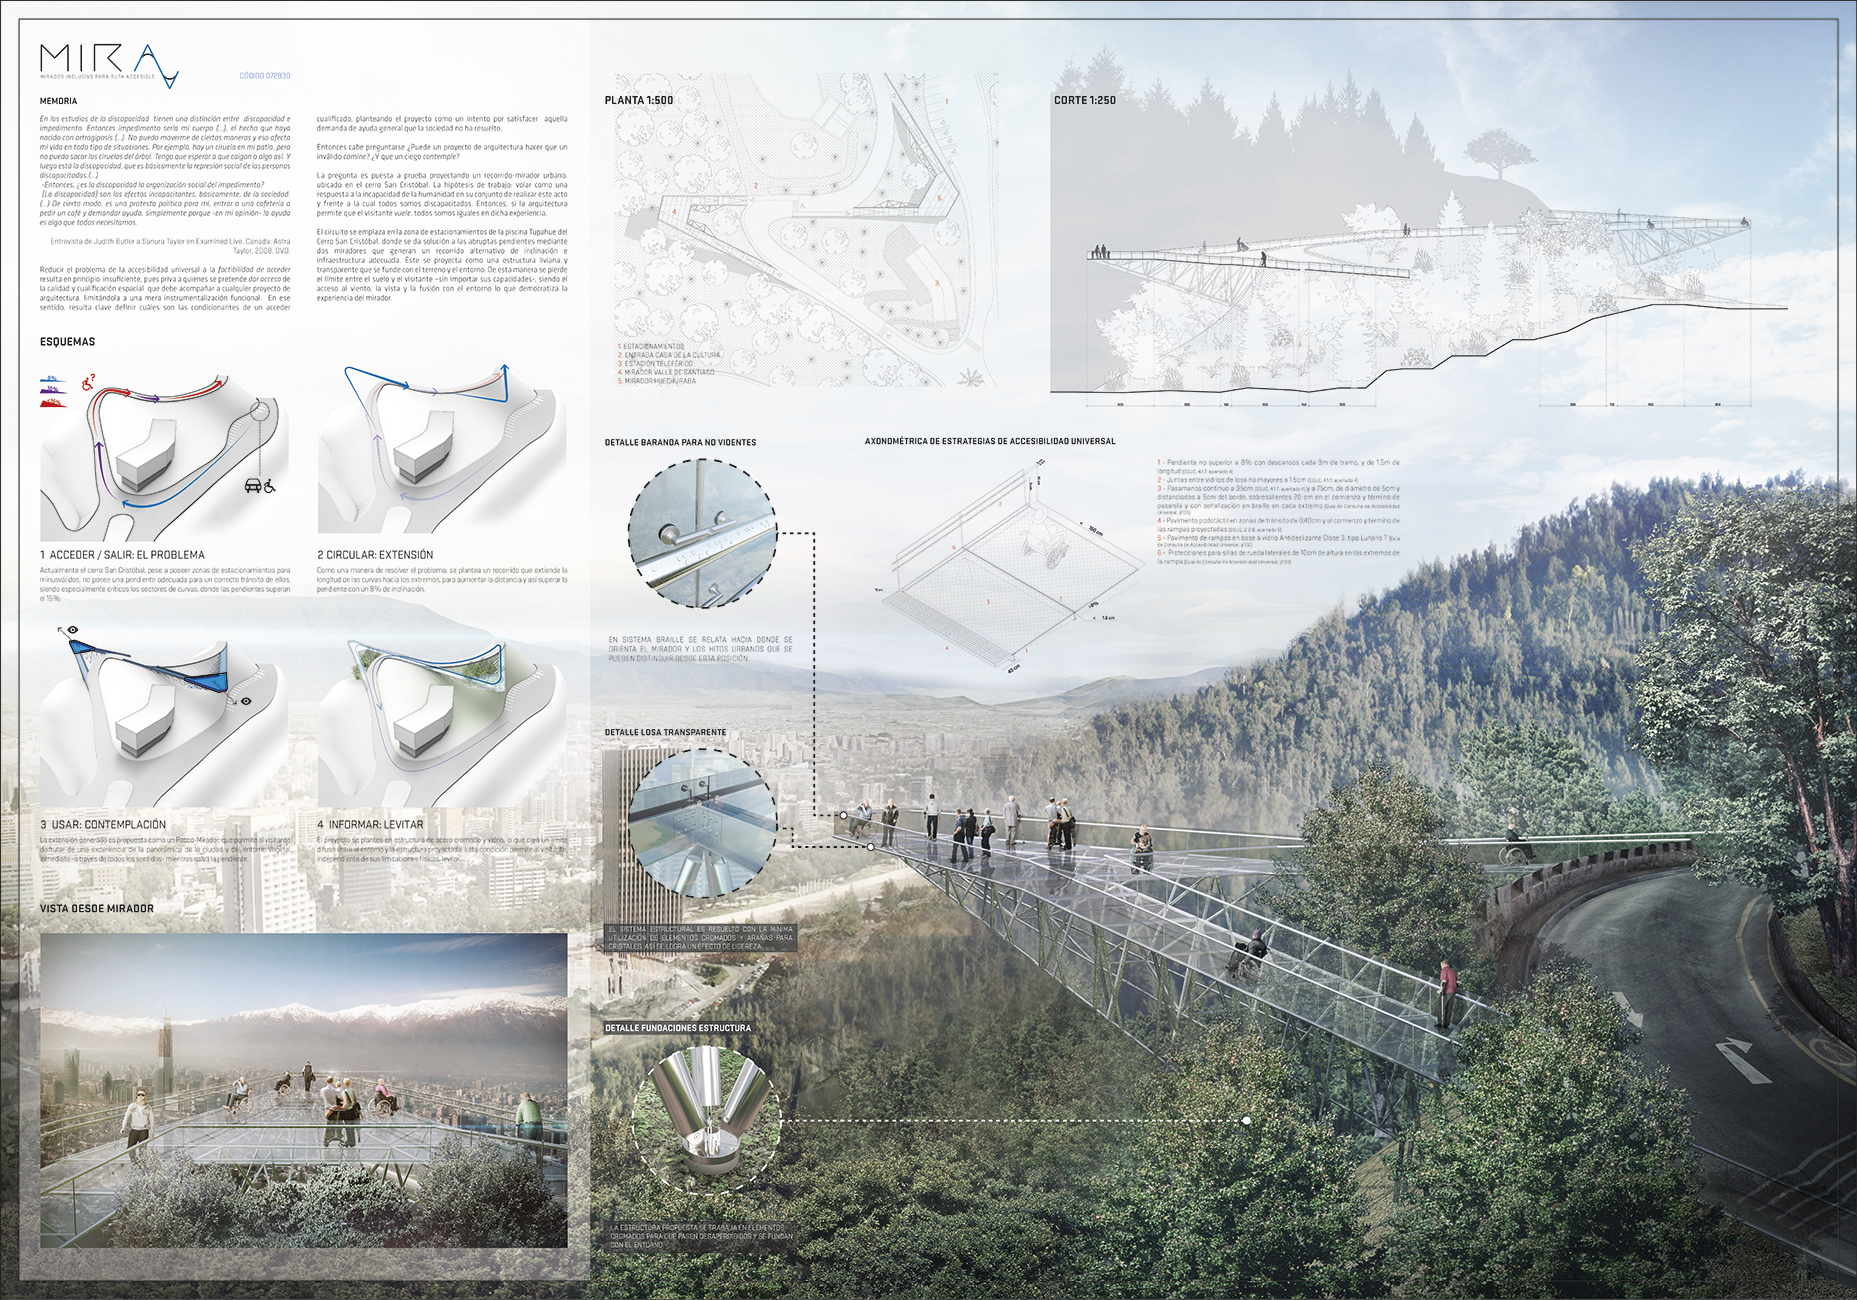 MIRA
MIRADOR INCLUSIVO PARA RUTA ACCESIBLE
CÓDIGO 072930
MEMORIA
En los estudios de la discapacidad tienen una distinción entre discapacidad e
impedimento. Entonces impedimento sería mi cuerpo (...), el hecho que haya
nacido con artrogiposis (...). No puedo moverme de ciertas maneras y eso afecta
mi vida en todo tipo de situaciones. Por ejemplo, hay un ciruelo en mi patio, pero
no puedo sacar las ciruelas del árbol. Tengo que esperar a que caigan o algo así. Y
luego está la discapacidad, que es básicamente la represión social de las personas
discapacitadas.(...)
-Entonces, ¿es la discapacidad la organización social del impedimento?
[La discapacidad] son los efectos incapacitantes, básicamente, de la sociedad.
(...) De cierto modo, es una protesta política para mí, entrar a una cafetería a
pedir un café y demandar ayuda, simplemente porque -en mi opinión- la ayuda
es algo que todos necesitamos.
Entrevista de Judith Butler a Sanura Taylor en Examined Live. Canada: Astra
Taylor, 2008. DVD.
Reducir el problema de la accesibilidad universal a la factibilidad de acceder
resulta en principio insuficiente, pues priva a quienes se pretende dar acceso de
la calidad y cualificación espacial que debe acompañar a cualquier proyecto de
arquitectura, limitándola a una mera instrumentalización funcional. En ese
sentido, resulta clave definir cuáles son las condicionantes de un acceder
cualificado, planteando el proyecto como un intento por satisfacer aquella
demanda de ayuda general que la sociedad no ha resuelto.
Entonces cabe preguntarse ¿Puede un proyecto de arquitectura hacer que un
inválido camine? ¿Y que un ciego contemple?
La pregunta es puesta a prueba proyectando un recorrido-mirador urbano,
ubicado en el cerro San Cristóbal. La hipótesis de trabajo: volar como una
respuesta a la incapacidad de la humanidad en su conjunto de realizar este acto
y frente a la cual todos somos discapacitados. Entonces, si la arquitectura
permite que el visitante vuele, todos somos iguales en dicha experiencia.
El circuito se emplaza en la zona de estacionamientos de la piscina Tupahue del
Cerro San Cristóbal, donde se da solución a las abruptas pendientes mediante
dos miradores que generan un recorrido alternativo de inclinación e
infraestructura adecuada. Éste se proyecta como una estructura liviana y
transparente que se funde con el terreno y el entorno. De esta manera se pierde
el límite entre el suelo y el visitante -sin importar sus capacidades-, siendo el
acceso al viento, la vista y la fusión con el entorno lo que democratiza la
experiencia del mirador.
ESQUEMAS
8%
?
1 ACCEDER / SALIR: EL PROBLEMA
Actualmente el cerro San Cristóbal, pese a poseer zonas de estacionamientos para
minusválidos, no posee una pendiente adecuada para un correcto tránsito de ellos,
siendo especialmente críticos los sectores de curvas, donde las pendientes superan
el 15%.
2 CIRCULAR: EXTENSIÓN
Como una manera de resolver el problema, se plantea un recorrido que extiende la
longitud de las curvas hacia los extremos, para aumentar la distancia y así superar la
pendiente con un 8% de inclinación.
3 USAR: CONTEMPLACIÓN
La extensión generada es propuesta como un Paseo-Mirador, que permite al visitante
disfrutar de una experiencia de la panorámica de la ciudad y del entorno vegetal
inmediato -a través de todos los sentidos- mientras salva la pendiente.
4 INFORMAR: LEVITAR
El proyecto se plantea en estructura de acero cromado y vidrio, lo que crea un límite
difuso entre el entorno y la estructura proyectada. Esta condición permite al visitante,
independiente de sus limitaciones físicas, levitar.
VISTA DESDE MIRADOR
PLANTA 1:500
1. ESTACIONAMIENTOS
2. ENTRADA CASA DE LA CULTURA
3. ESTACIÓN TELEFÉRICO
4. MIRADOR VALLE DE SANTIAGO
5. MIRADOR HUECHURABA
CORTE 1:250
DETALLE BARANDA PARA NO VIDENTES
EN SISTEMA BRAILLE SE RELATA HACIA DONDE SE
ORIENTA EL MIRADOR Y LOS HITOS URBANOS QUE SE
PUEDEN DISTINGUIR DESDE ESTA POSICIÓN.
AXONOMÉTRICA DE ESTRATEGIAS DE ACCESIBILIDAD UNIVERSAL
150 cm
8%
1.5 cm
40 cm
1 - Pendiente no superior a 8% con descansos cada 9m de tramo, y de 1.5m de
longitud (OGUC, 4.1.7, apartado 4)
2 - Juntas entre vidrios de losa no mayores a 1.5cm (OGUC, 4.1.7, apartado 4)
3 - Pasamanos continuo a 95cm (OGUC, 4.1.7, apartado 4) y a 75cm, de diámetro de 5cm y
distanciados a 5cm del borde, sobresalientes 20 cm en el comienzo y término de
pasarela y con señalización en braille en cada extremo (Guía de Consulta de Accesibilidad
4 - Pavimento podotáctil en zonas de tránsito de 0,40cm y al comienzo y término de
las rampas proyectadas
5 - Pavimento de rampas en base a vidrio Antideslizante Clase 3, tipo Lunaris T (Guía
de Consulta de Accesibilidad Universal,
6 - Protecciones para sillas de rueda laterales de 10cm de altura en los extremos de
la rampa (Guía de Consulta de Accesibilidad Universal,
DETALLE LOSA TRANSPARENTE
EL SISTEMA ESTRUCTURAL ES RESUELTO CON LA MÍNIMA
UTILIZACIÓN DE ELEMENTOS CROMADOS Y ARAÑAS PARA
CRISTALES. ASÍ SE LOGRA UN EFECTO DE LIGEREZA.
DETALLE FUNDACIONES ESTRUCTURA
LA ESTRUCTURA PROPUESTA SE TRABAJA EN ELEMENTOS
CROMADOS PARA QUE PASEN DESAPERCIBIDOS Y SE FUNDAN
CON EL ENTORNO